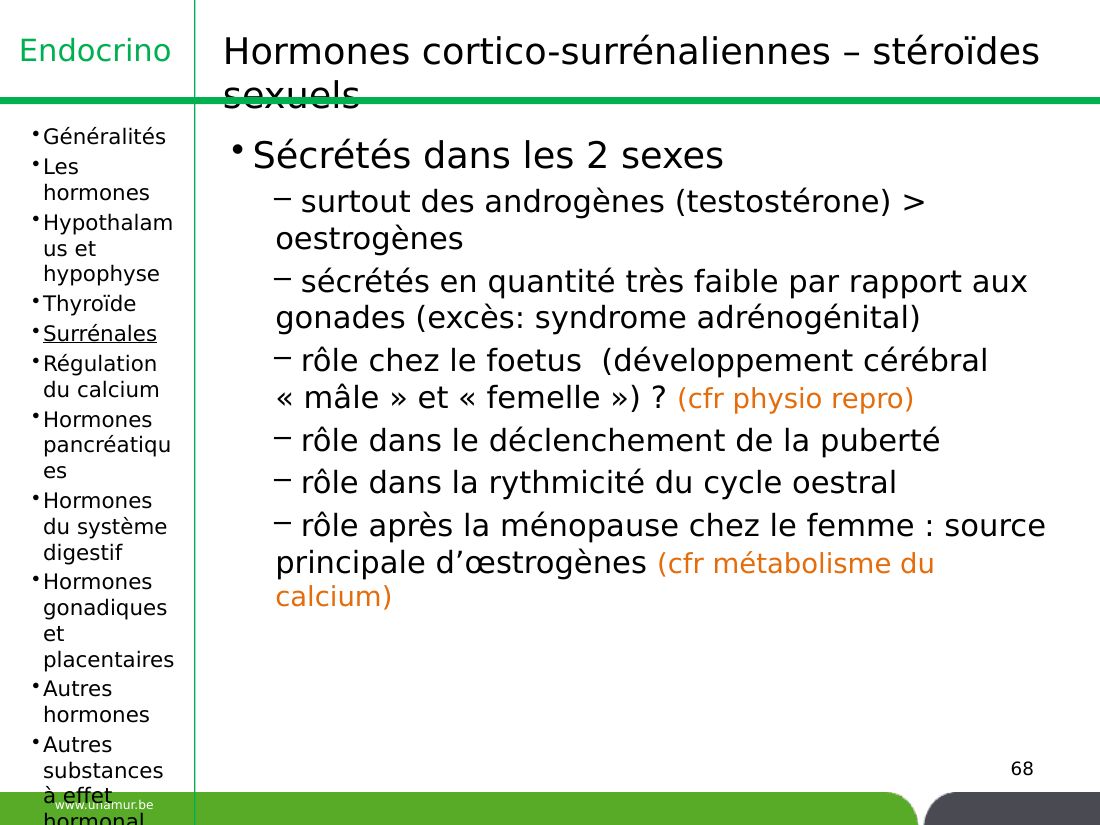 Endocrino
Hormones cortico-surrénaliennes – stéroïdes
sexuels
•Généralités
•Les
hormones
•Hypothalam
us et
hypophyse
•Thyroïde
•Surrénales
•Régulation
du calcium
•Hormones
pancréatiqu
es
•Hormones
du système
digestif
•Hormones
gonadiques
et
placentaires
•Autres
hormones
•Autres
substances
à effet
hormonal
• Sécrétés dans les 2 sexes
– surtout des androgènes (testostérone) >
oestrogènes
– sécrétés en quantité très faible par rapport aux
gonades (excès: syndrome adrénogénital)
– rôle chez le foetus  (développement cérébral
« mâle » et « femelle ») ? (cfr physio repro)
– rôle dans le déclenchement de la puberté
– rôle dans la rythmicité du cycle oestral
– rôle après la ménopause chez le femme : source
principale d’œstrogènes (cfr métabolisme du
calcium)
68
www.unamur.be